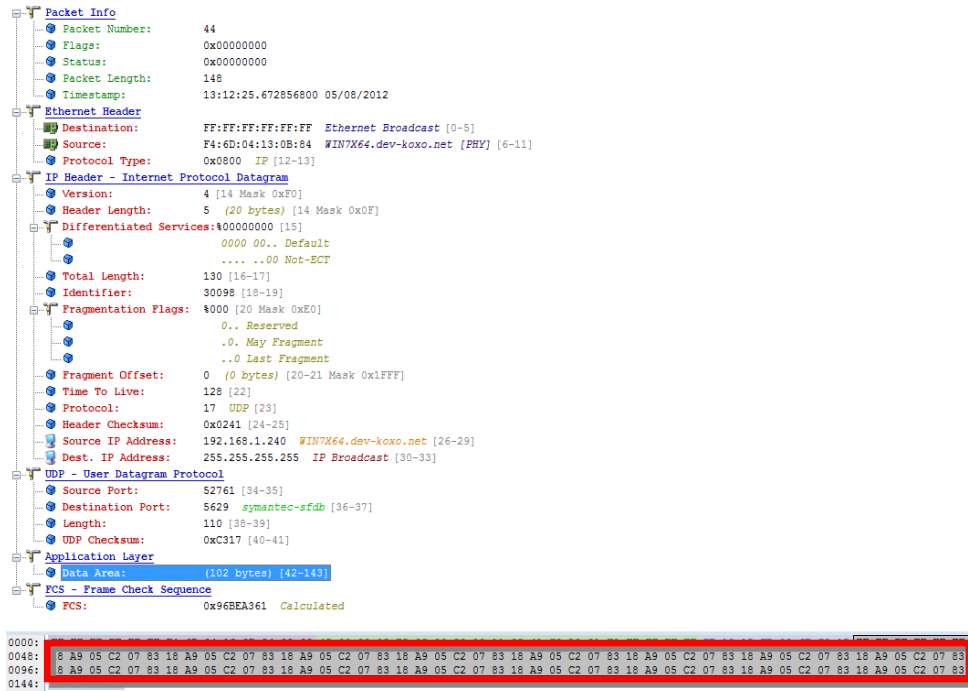 Packet Info
Packet Number: 44
Flags: 0x00000000
Status: 0x00000000
Packet Length: 148
Timestamp: 13:12:25.672856800 05/08/2012
Ethernet Header
Destination: FF:FF:FF:FF:FF:FF Ethernet Broadcast [0-5]
Source: F4:6D:04:13:0B:84 WIN7X64.dev-koxo.net [PHY] [6-11]
Protocol Type: 0x0800 IP [12-13]
IP Header - Internet Protocol Datagram
Version: 4 [14 Mask 0xF0]
Header Length: 5 (20 bytes) [14 Mask 0x0F]
Differentiated Services:%00000000 [15]
0000 00.. Default
.... ..00 Not-ECT
Total Length: 130 [16-17]
Identifier: 30098 [18-19]
Fragmentation Flags: %000 [20 Mask 0xE0]
0.. Reserved
.0. May Fragment
..0 Last Fragment
Fragment Offset: 0 (0 bytes) [20-21 Mask 0x1FFF]
Time To Live: 128 [22]
Protocol: 17 UDP [23]
Header Checksum: 0x0241 [24-25]
Source IP Address: 192.168.1.240 WIN7X64.dev-koxo.net [26-29]
Dest. IP Address: 255.255.255.255 IP Broadcast [30-33]
UDP - User Datagram Protocol
Source Port: 52761 [34-35]
Destination Port: 5629 symantec-sfdb [36-37]
Length: 110 [38-39]
UDP Checksum: 0xC317 [40-41]
Application Layer
Data Area: (102 bytes) [42-143]
FCS - Frame Check Sequence
FCS: 0x96BEA361 Calculated
0000:
0048: 8 A9 05 C2 07 83 18 A9 05 C2 07 83 18 A9 05 C2 07 83 18 A9 05 C2 07 83 18 A9 05 C2 07 83 18 A9 05 C2 07 83 18 A9 05 C2 07 83 18 A9 05 C2 07 83
0096: 8 A9 05 C2 07 83 18 A9 05 C2 07 83 18 A9 05 C2 07 83 18 A9 05 C2 07 83 18 A9 05 C2 07 83 18 A9 05 C2 07 83 18 A9 05 C2 07 83 18 A9 05 C2 07 83
0144: